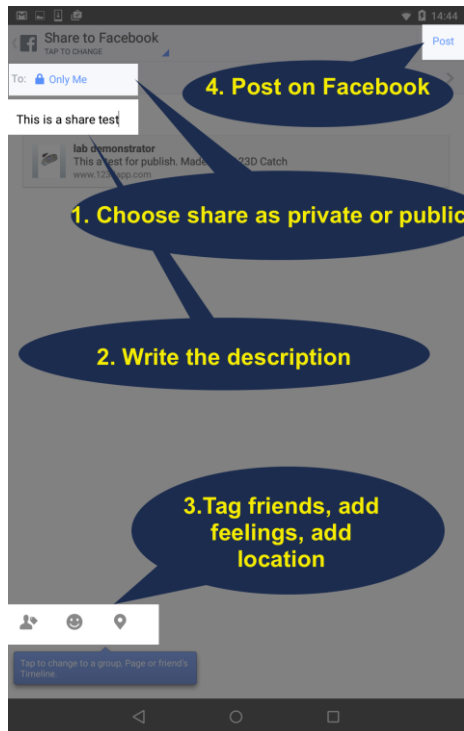 14:44
Share to Facebook
TAP TO CHANGE
Post
To: Only Me
4. Post on Facebook
This is a share test
lab demonstrator
This a test for publish. Made 23D Catch
www.123 app.com
1. Choose share as private or public
2. Write the description
3.Tag friends, add
feelings, add
location
Tap to change to a group, Page or friend's
Timeline.